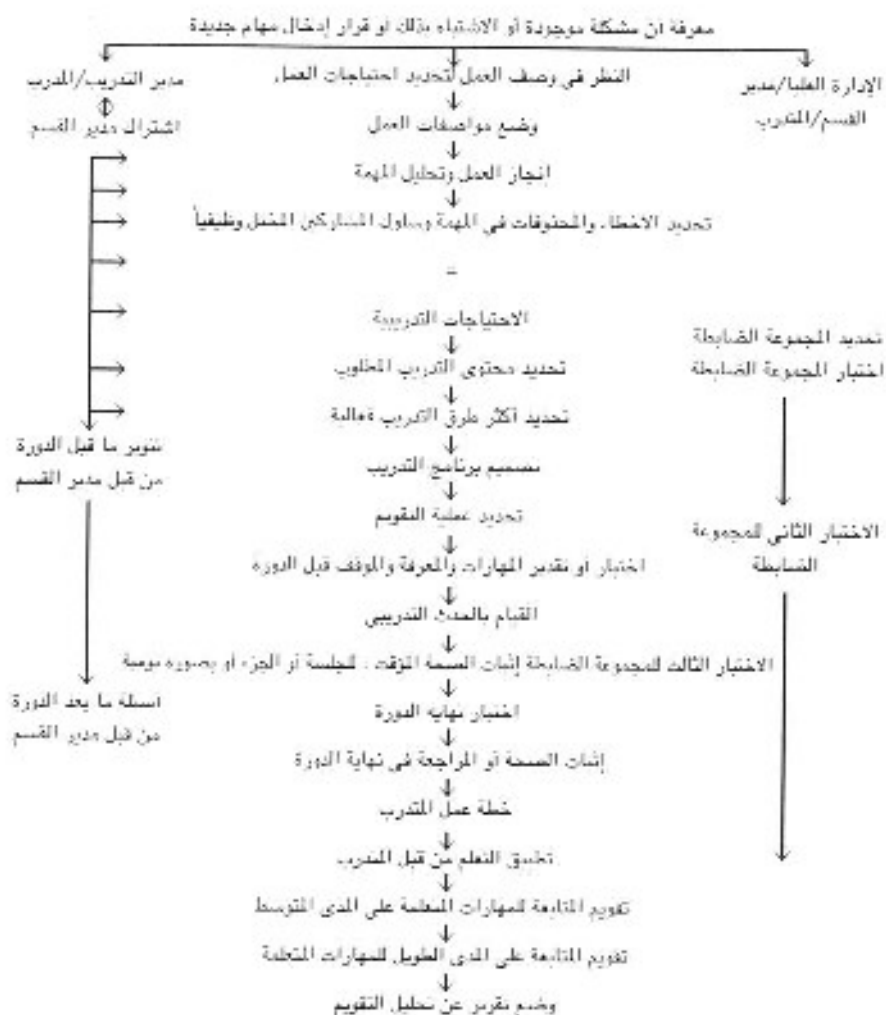 معرفة أن مشكلة موجودة أو الاشتباه بذلك أو قرار إدخال مهام جديدة
الإدارة العليا/مدير
القسم/المتدرب
النظر في وصف العمل لتحديد احتياجات العمل
مدير التدريب/المدرب
اشتراك مدير القسم
وضع مواصفات العمل
إنجاز العمل وتحليل المهمة
تحديد الاخطاء والمحذوفات في المهمة وسلوك المشاركين المخل وظيفياً
=
الاحتياجات التدريبية
تحديد المجموعة الضابطة
اختبار المجموعة الضابطة
تحديد محتوى التدريب المطلوب
تحديد أكثر طرق التدريب فعالية
تنوير ما قبل الدورة
من قبل مدير القسم
تصميم برنامج التدريب
تحديد عملية التقويم
الاختبار الثاني للمجموعة
الضابطة
اختبار أو تقدير المهارات والمعرفة والموقف قبل الدورة
القيام بالحدث التدريبي
الاختبار الثالث للمجموعة الضابطة إثبات الصحة المؤقت : للجلسة أو الجزء أو بصورة يومية
أسئلة ما بعد الدورة
من قبل مدير القسم
اختبار نهاية الدورة
إثبات الصحة أو المراجعة في نهاية الدورة
خطة عمل المتدرب
تطبيق التعلم من قبل المتدرب
تقويم المتابعة للمهارات المتعلمة على المدى المتوسط
تقويم المتابعة على المدى الطويل للمهارات المتعلمة
وضع تقرير عن تحليل التقويم